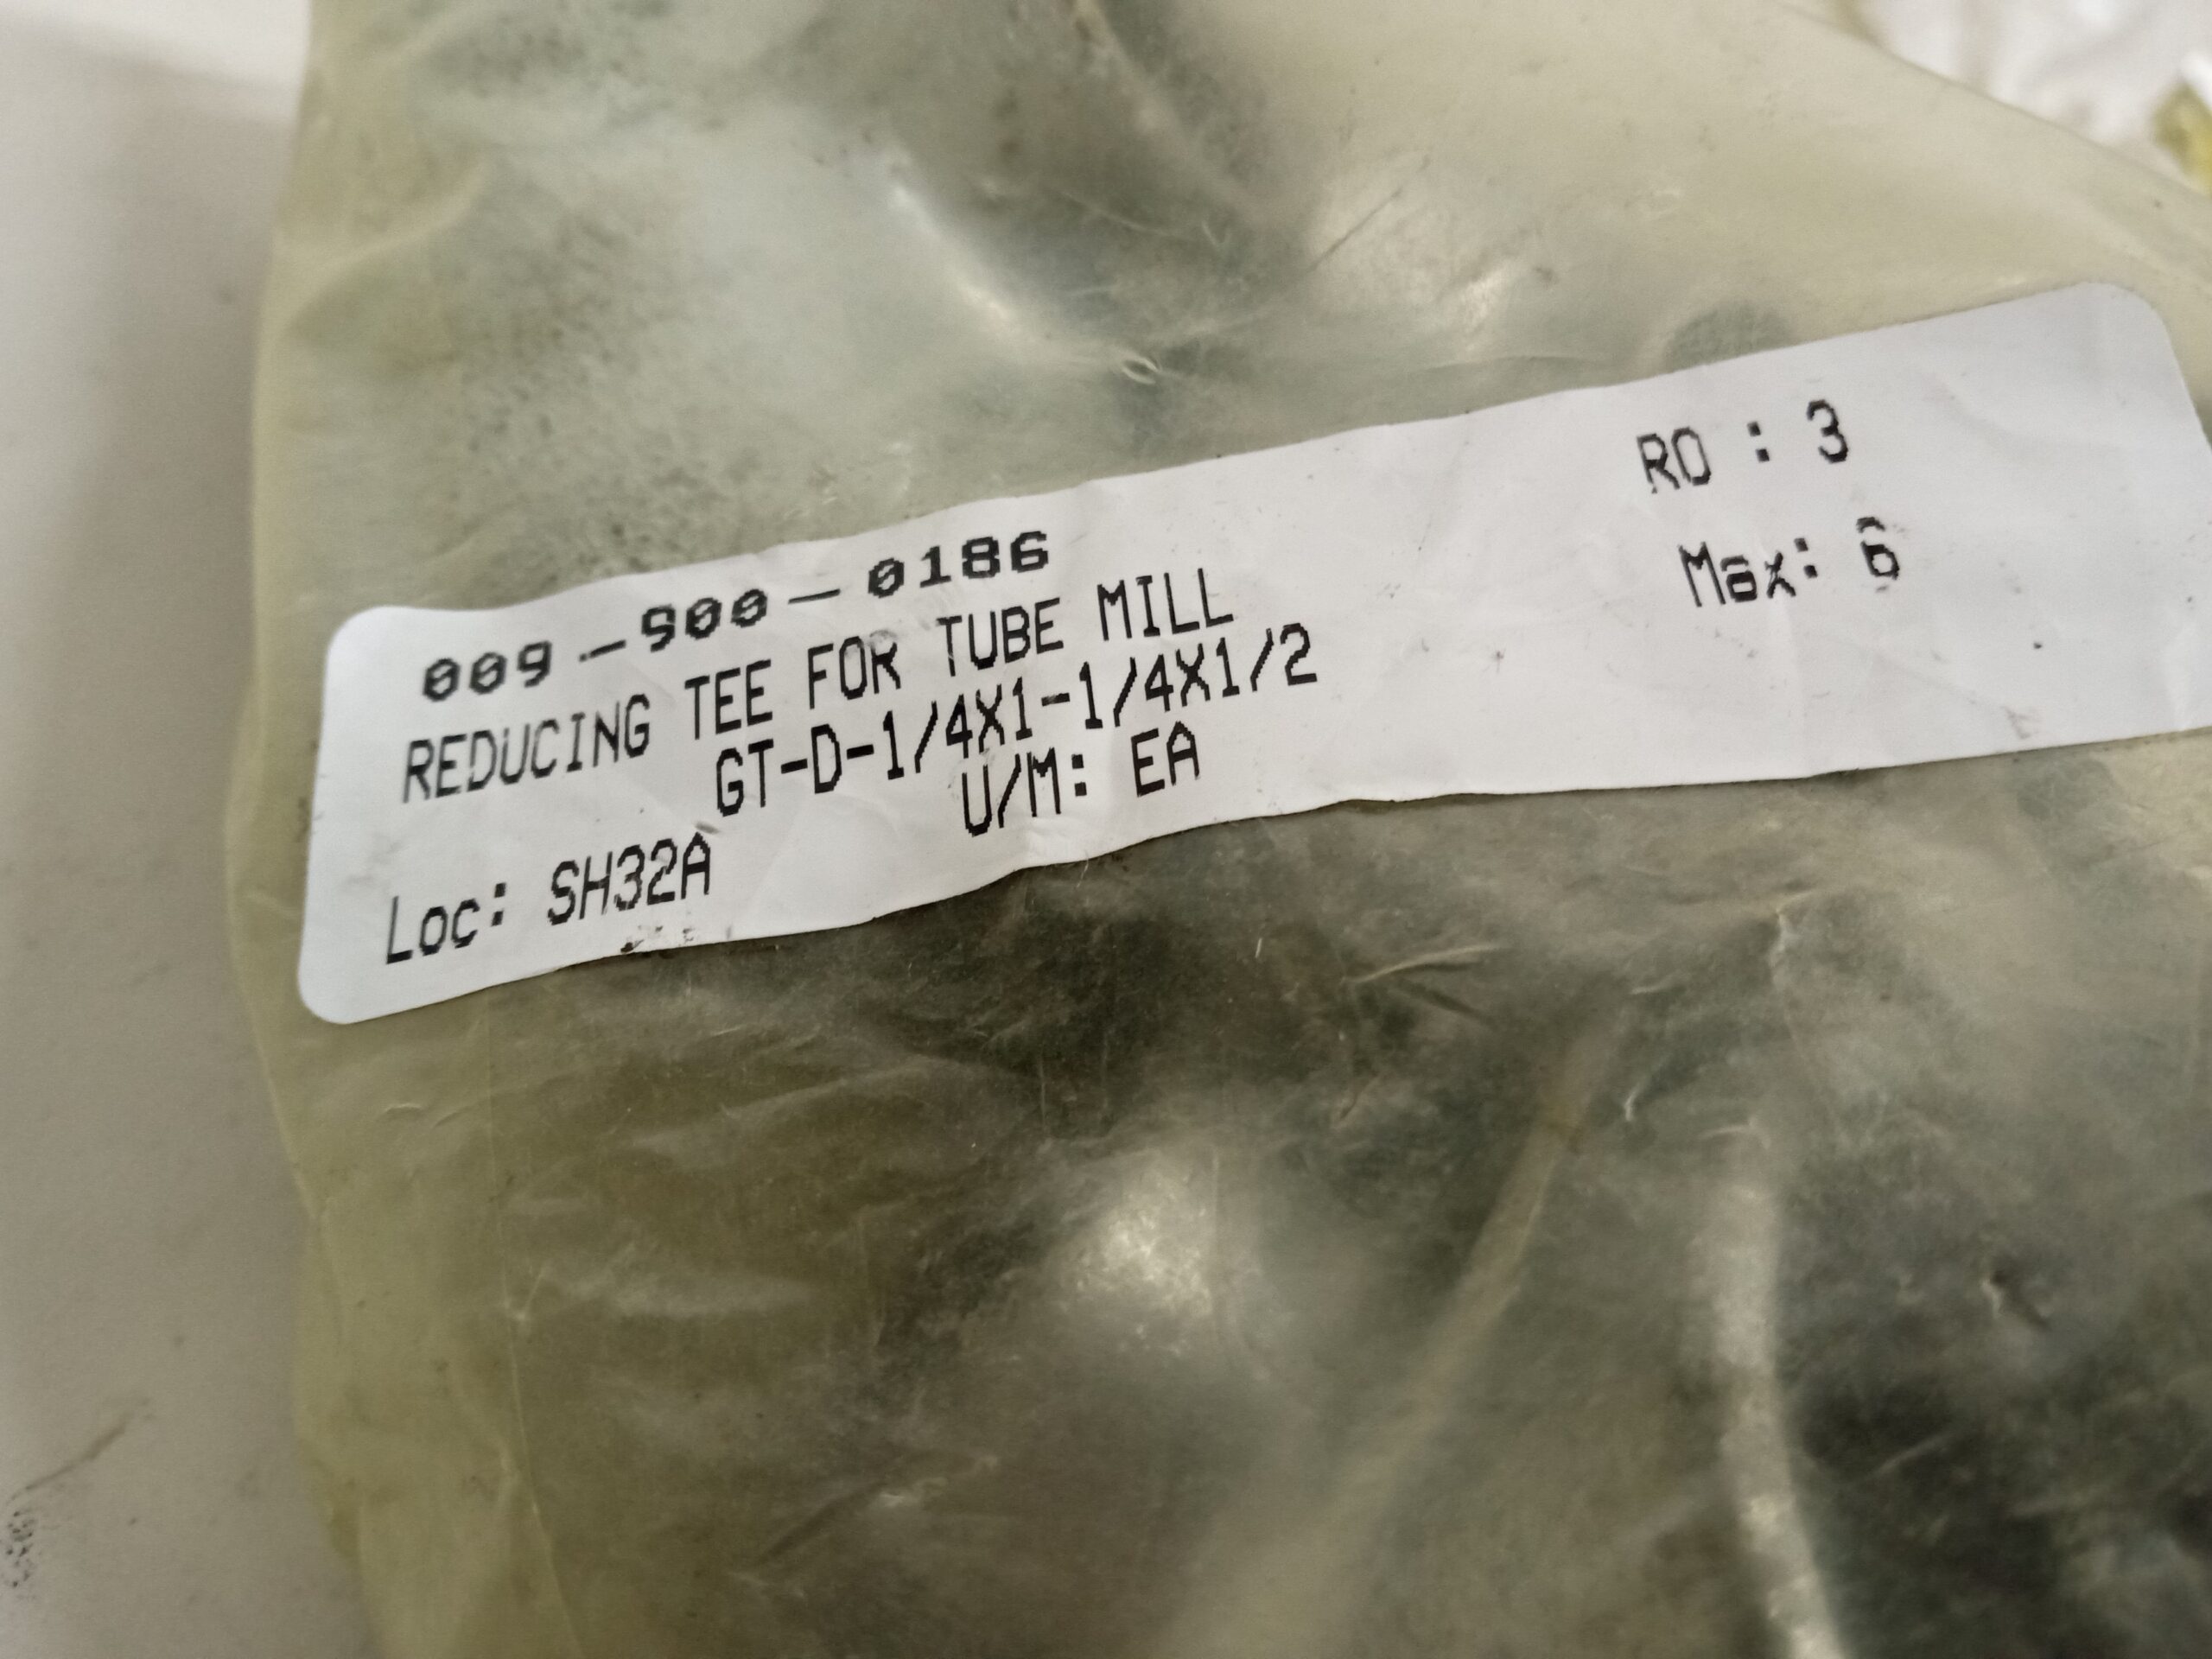 009-900-0186
REDUCING TEE FOR TUBE MILL
GT-D-1/4X1-1/4X1/2
U/M: EA
Loc: SH32A
RO : 3
Max: 6